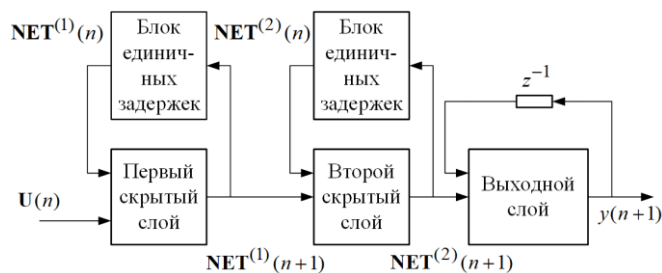 NET⁽¹⁾(n)
Блок
единич-
ных
задержек
NET⁽²⁾(n)
Блок
единич-
ных
задержек
z⁻¹
U(n)
Первый
скрытый
слой
Второй
скрытый
слой
Выходной
слой
y(n+1)
NET⁽¹⁾(n+1)
NET⁽²⁾(n+1)